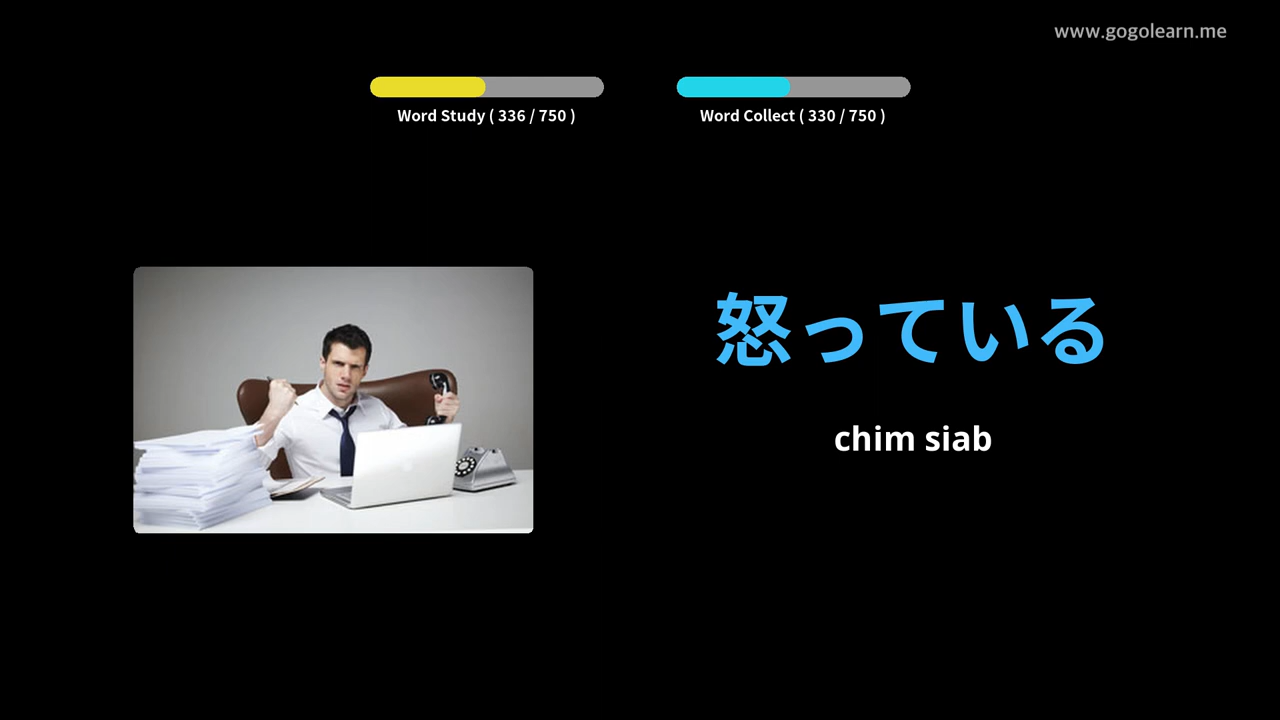 www.gogolearn.me
Word Study ( 336 / 750 )
Word Collect ( 330 / 750 )
怒っている
chim siab